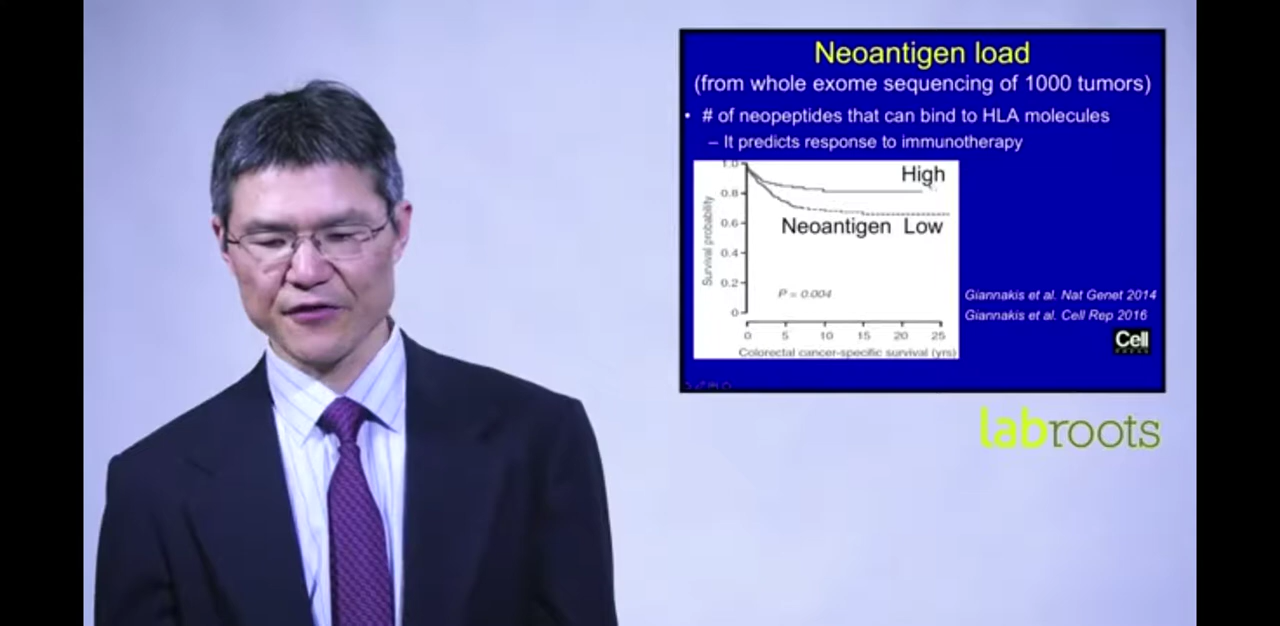 Neoantigen load
(from whole exome sequencing of 1000 tumors)
• # of neopeptides that can bind to HLA molecules
– It predicts response to immunotherapy
1.0
0.8
0.6
0.4
0.2
0
Survival probability
High
Neoantigen Low
P = 0.004
0 5 10 15 20 25
Colorectal cancer-specific survival (yrs)
Giannakis et al. Nat Genet 2014
Giannakis et al. Cell Rep 2016
Cell
PRESS
labroots